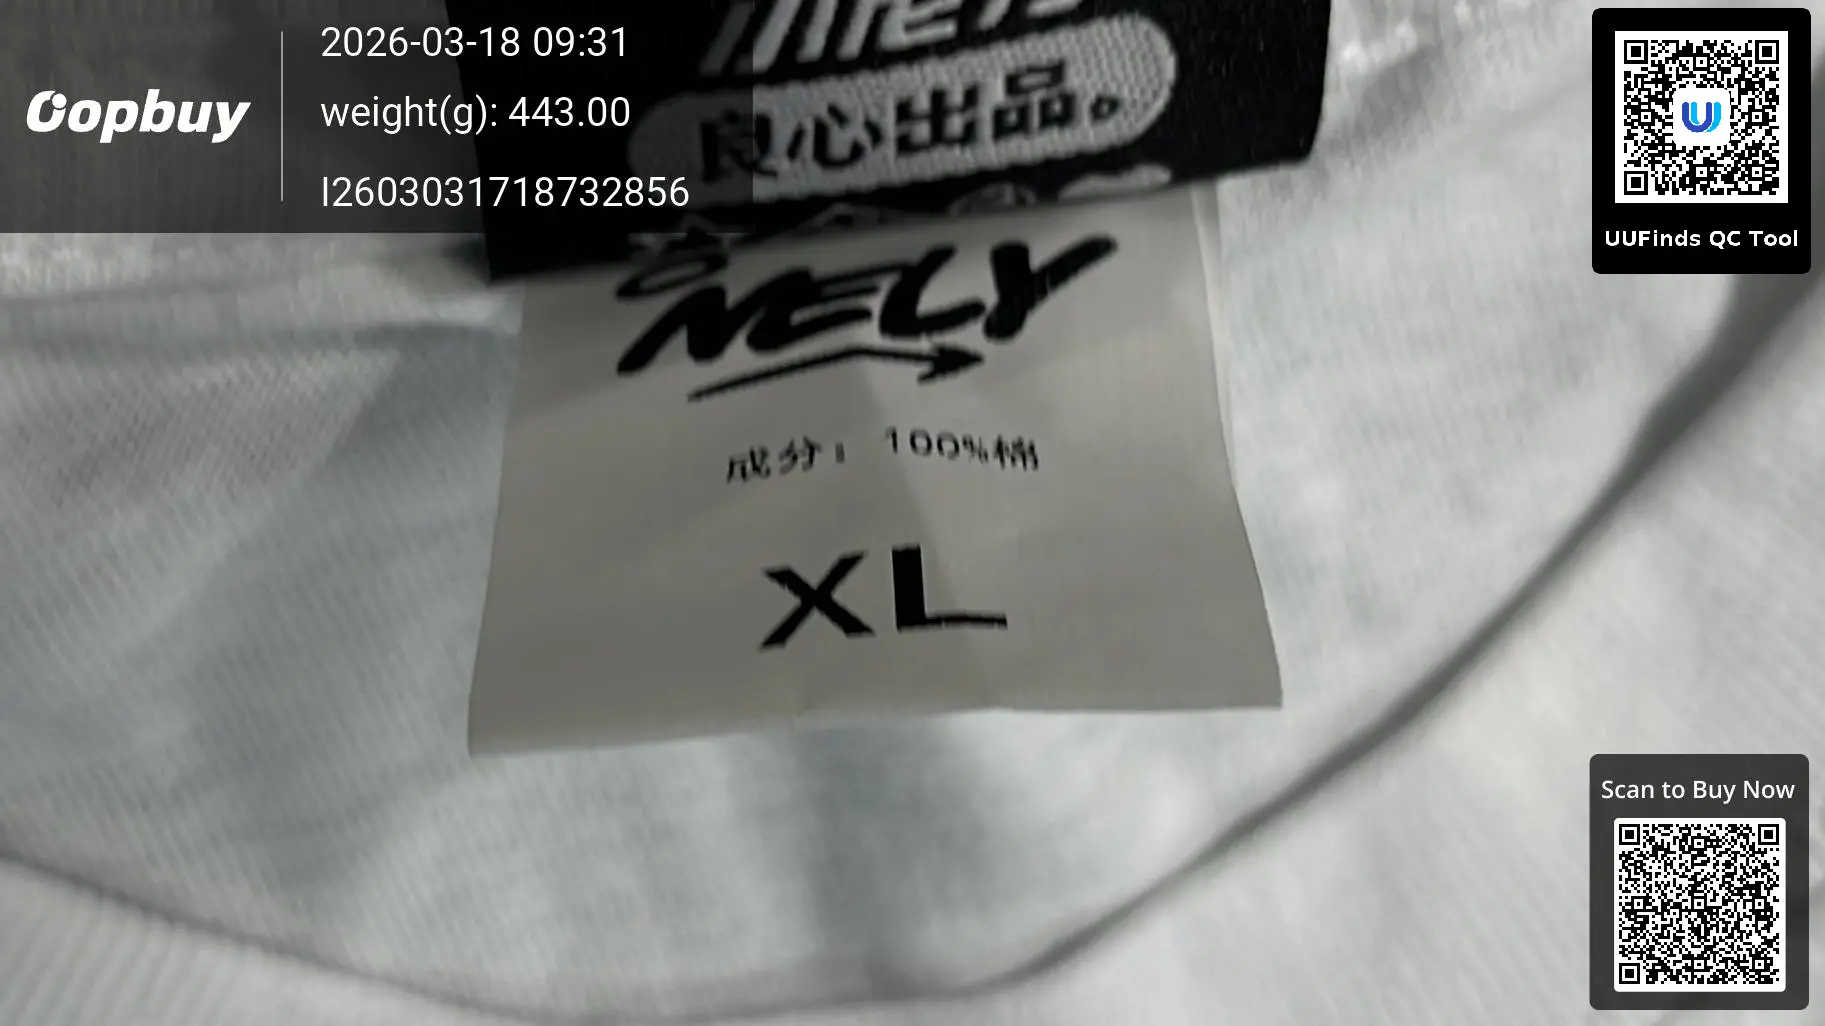 2026-03-18 09:31
oopbuy
weight(g): 443.00
I2603031718732856
良心出品。
NELY
成分：100%棉
XL
UUFinds QC Tool
Scan to Buy Now